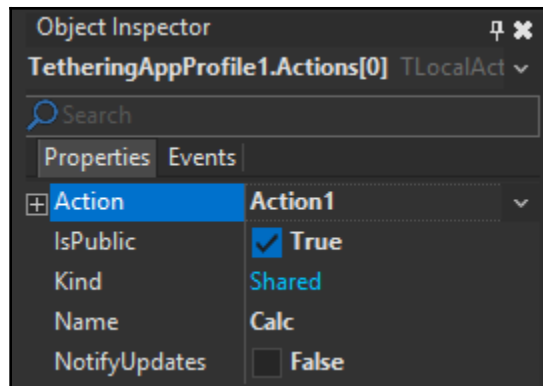 Object Inspector
TetheringAppProfile1.Actions[0] TLocalAct
Search
Properties Events
Action Action1
IsPublic True
Kind Shared
Name Calc
NotifyUpdates False